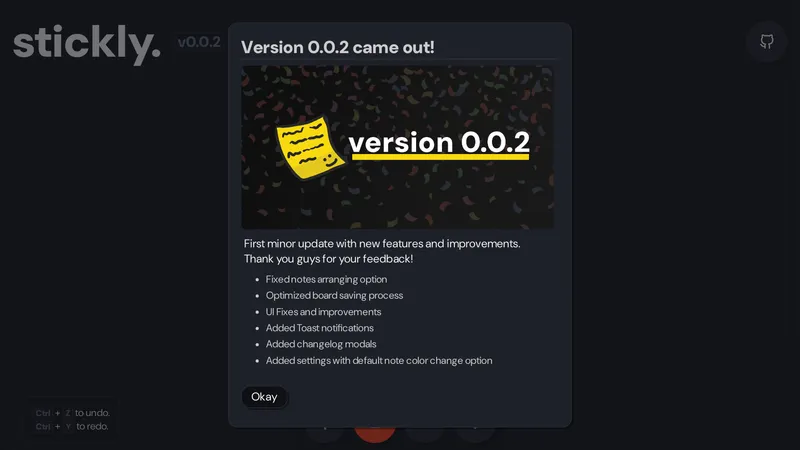 stickly.
v0.0.2
Version 0.0.2 came out!
version 0.0.2
First minor update with new features and improvements.
Thank you guys for your feedback!
• Fixed notes arranging option
• Optimized board saving process
• UI Fixes and improvements
• Added Toast notifications
• Added changelog modals
• Added settings with default note color change option
Okay
Ctrl + Z to undo.
Ctrl + Y to redo.